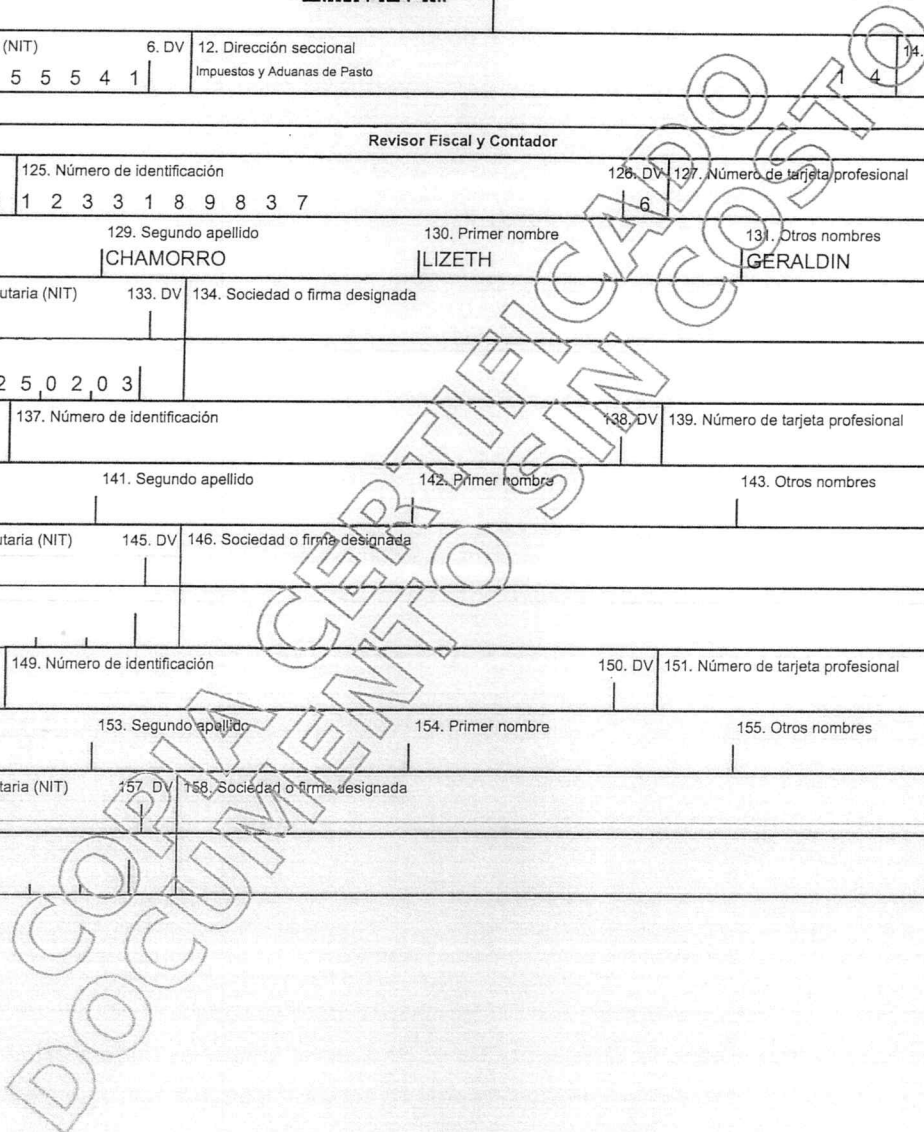 (NIT) 6. DV 12. Dirección seccional 14.
5 5 5 4 1 Impuestos y Aduanas de Pasto 1 4
Revisor Fiscal y Contador
125. Número de identificación 126. DV 127. Número de tarjeta profesional
1 2 3 3 1 8 9 8 3 7 6
129. Segundo apellido 130. Primer nombre 131. Otros nombres
CHAMORRO LIZETH GERALDIN
utaria (NIT) 133. DV 134. Sociedad o firma designada
2 5 0 2 0 3
137. Número de identificación 138. DV 139. Número de tarjeta profesional
141. Segundo apellido 142. Primer nombre 143. Otros nombres
utaria (NIT) 145. DV 146. Sociedad o firma designada
149. Número de identificación 150. DV 151. Número de tarjeta profesional
153. Segundo apellido 154. Primer nombre 155. Otros nombres
taria (NIT) 157. DV 158. Sociedad o firma designada
COPIA CERTIFICADO
DOCUMENTO SIN COSTO